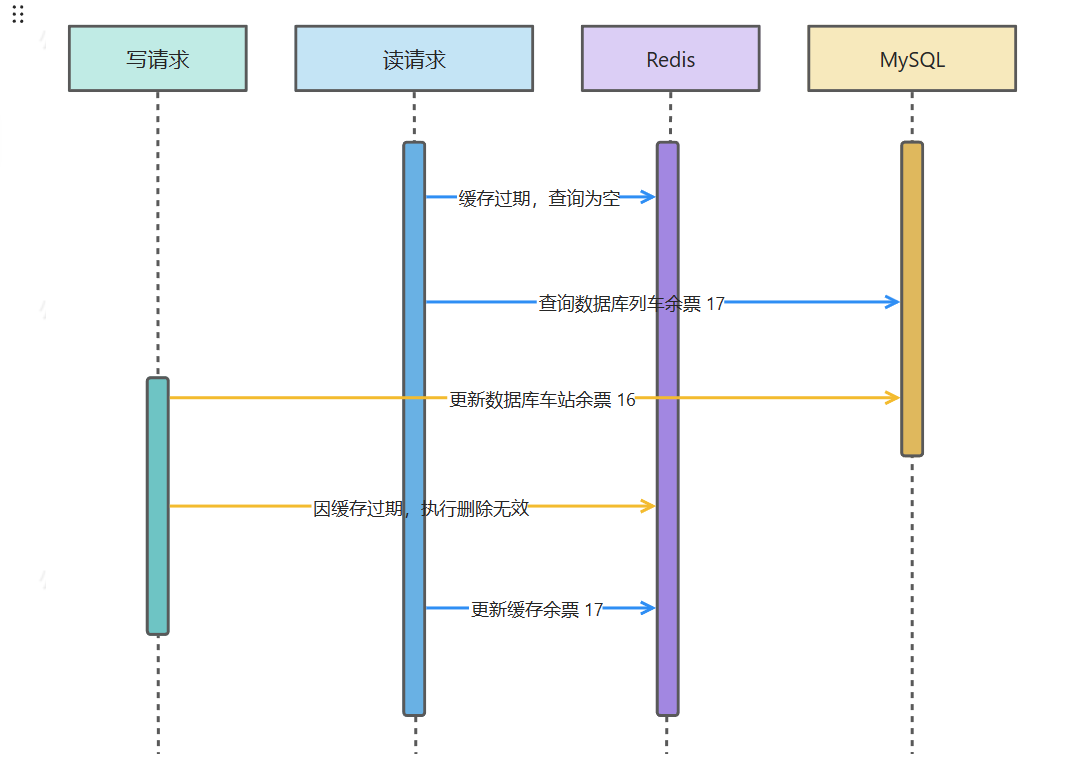 写请求
读请求
Redis
MySQL
缓存过期，查询为空
查询数据库列车余票 17
更新数据库车站余票 16
因缓存过期，执行删除无效
更新缓存余票 17